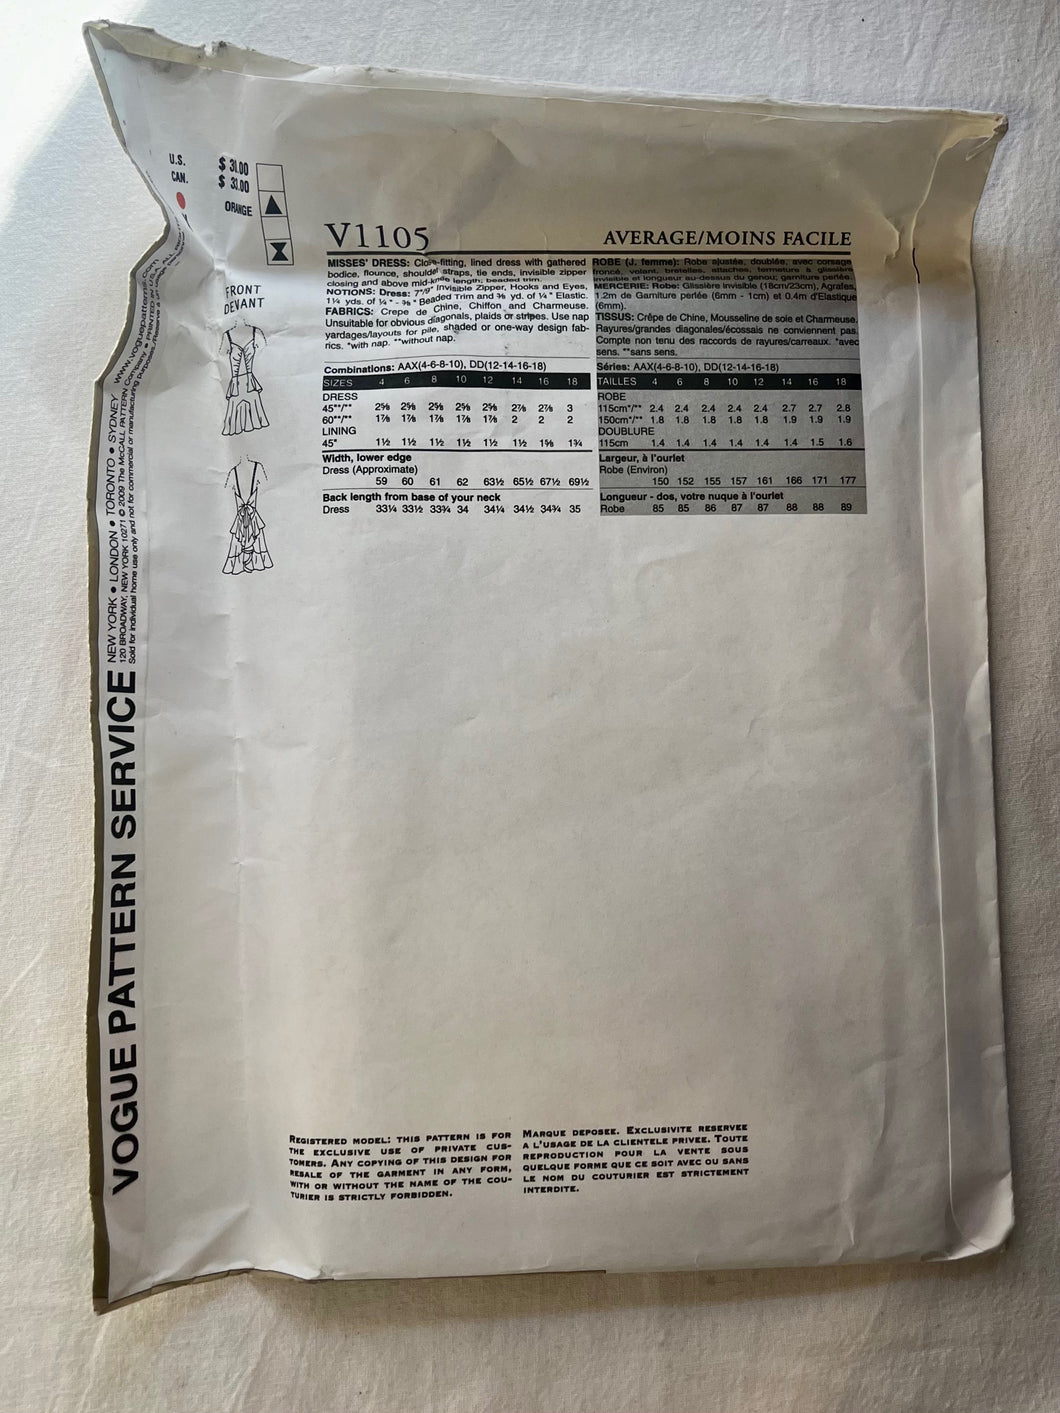 U.S. $ 31.00
CAN. $ 33.00
ORANGE
FRONT
DEVANT
V1105
AVERAGE/MOINS FACILE
MISSES' DRESS: Close-fitting, lined dress with gathered
bodice, flounce, shoulder straps, tie ends, invisible zipper
closing and above mid-knee length; beaded trim.
NOTIONS: Dress: 7"/9" Invisible Zipper, Hooks and Eyes,
1¼ yds. of ¼" - ⅜" Beaded Trim and ⅜ yd. of ¼" Elastic.
FABRICS: Crepe de Chine, Chiffon and Charmeuse.
Unsuitable for obvious diagonals, plaids or stripes. Use nap
yardages/layouts for pile, shaded or one-way design fab-
rics. *with nap. **without nap.
Combinations: AAX(4-6-8-10), DD(12-14-16-18)
SIZES 4 6 8 10 12 14 16 18
DRESS
45"*/** 2⅝ 2⅝ 2⅝ 2⅝ 2⅝ 2⅞ 2⅞ 3
60"*/** 1⅞ 1⅞ 1⅞ 1⅞ 1⅞ 2 2 2
LINING
45" 1½ 1½ 1½ 1½ 1½ 1½ 1⅝ 1¾
Width, lower edge
Dress (Approximate)
59 60 61 62 63½ 65½ 67½ 69½
Back length from base of your neck
Dress 33¼ 33½ 33¾ 34 34¼ 34½ 34¾ 35
ROBE (J. femme): Robe ajustée, doublée, avec corsage
froncé, volant, bretelles, attaches, fermeture à glissière
invisible et longueur au-dessus du genou; garniture perlée.
MERCERIE: Robe: Glissière invisible (18cm/23cm), Agrafes,
1.2m de Garniture perlée (6mm - 1cm) et 0.4m d'Elastique
(6mm).
TISSUS: Crêpe de Chine, Mousseline de soie et Charmeuse.
Rayures/grandes diagonales/écossais ne conviennent pas.
Compte non tenu des raccords de rayures/carreaux. *avec
sens. **sans sens.
Séries: AAX(4-6-8-10), DD(12-14-16-18)
TAILLES 4 6 8 10 12 14 16 18
ROBE
115cm*/** 2.4 2.4 2.4 2.4 2.4 2.7 2.7 2.8
150cm*/** 1.8 1.8 1.8 1.8 1.8 1.9 1.9 1.9
DOUBLURE
115cm 1.4 1.4 1.4 1.4 1.4 1.4 1.5 1.6
Largeur, à l'ourlet
Robe (Environ)
150 152 155 157 161 166 171 177
Longueur - dos, votre nuque à l'ourlet
Robe 85 85 86 87 87 88 88 89
VOGUE PATTERN SERVICE
NEW YORK • LONDON • TORONTO • SYDNEY www.voguepatterns.com
120 BROADWAY, NEW YORK, NEW YORK 10271 © 2009 The McCALL PATTERN Company • PRINTED IN U.S.A. ALL
Sold for individual home use only and not for commercial or manufacturing purposes/Reserve à un usage
REGISTERED MODEL: THIS PATTERN IS FOR
THE EXCLUSIVE USE OF PRIVATE CUS-
TOMERS. ANY COPYING OF THIS DESIGN FOR
RESALE OF THE GARMENT IN ANY FORM,
WITH OR WITHOUT THE NAME OF THE COU-
TURIER IS STRICTLY FORBIDDEN.
MARQUE DEPOSEE. EXCLUSIVITE RESERVEE
A L'USAGE DE LA CLIENTELE PRIVEE. TOUTE
REPRODUCTION POUR LA VENTE SOUS
QUELQUE FORME QUE CE SOIT AVEC OU SANS
LE NOM DU COUTURIER EST STRICTEMENT
INTERDITE.